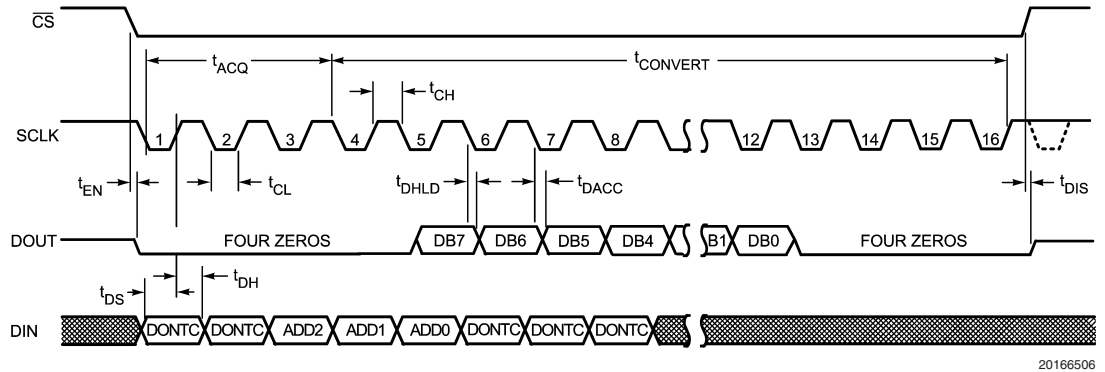 CS
tACQ
tCONVERT
tCH
SCLK
1 2 3 4 5 6 7 8 12 13 14 15 16
tEN
tCL
tDHLD
tDACC
tDIS
DOUT
FOUR ZEROS
DB7 DB6 DB5 DB4 B1 DB0
FOUR ZEROS
tDS
tDH
DIN
DONTC DONTC ADD2 ADD1 ADD0 DONTC DONTC DONTC
20166506